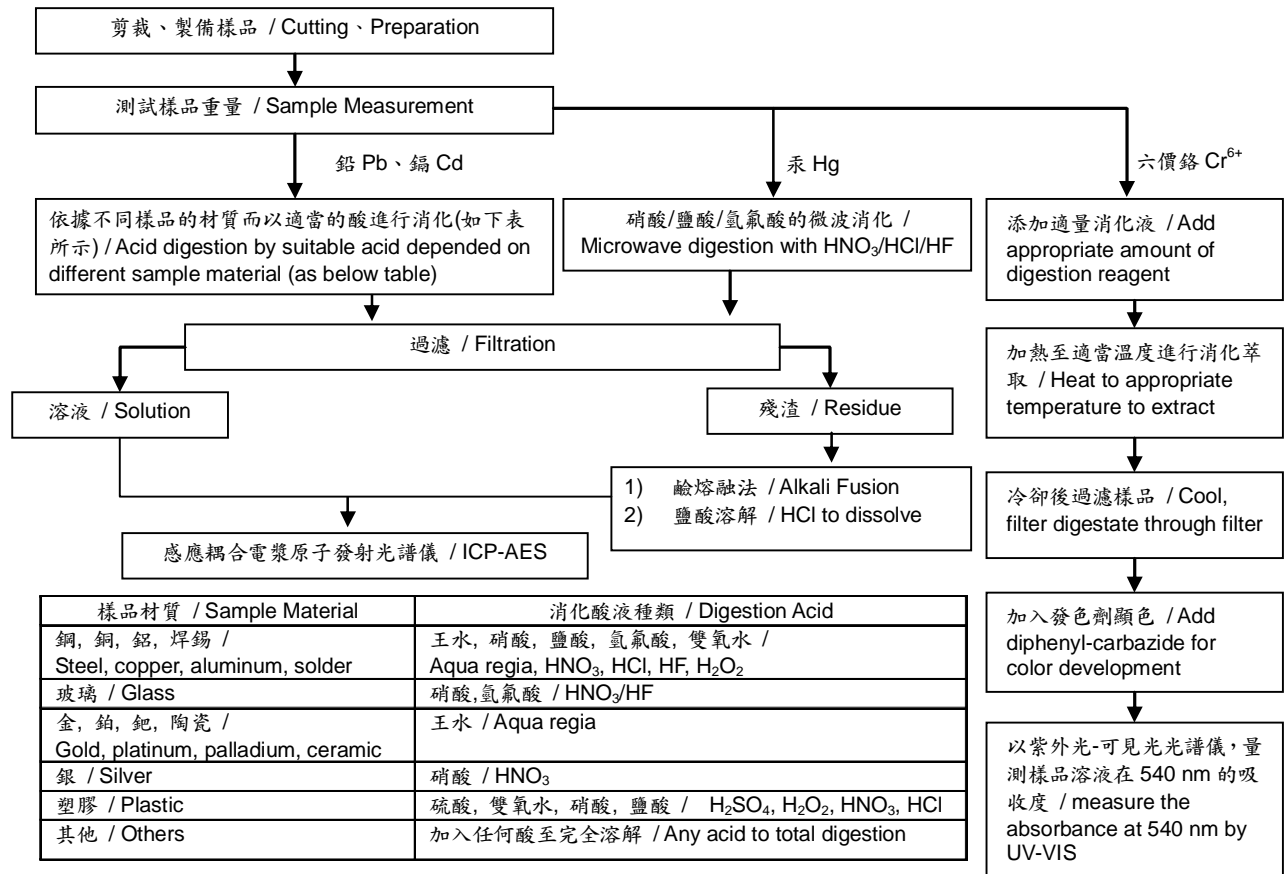 剪裁、製備樣品 / Cutting、Preparation
測試樣品重量 / Sample Measurement
鉛 Pb、鎘 Cd
汞 Hg
六價鉻 Cr⁶⁺
依據不同樣品的材質而以適當的酸進行消化(如下表
所示) / Acid digestion by suitable acid depended on
different sample material (as below table)
硝酸/鹽酸/氫氟酸的微波消化 /
Microwave digestion with HNO₃/HCl/HF
添加適量消化液 / Add
appropriate amount of
digestion reagent
過濾 / Filtration
加熱至適當溫度進行消化萃
取 / Heat to appropriate
temperature to extract
溶液 / Solution
殘渣 / Residue
1) 鹼熔融法 / Alkali Fusion
2) 鹽酸溶解 / HCl to dissolve
冷卻後過濾樣品 / Cool,
filter digestate through filter
感應耦合電漿原子發射光譜儀 / ICP-AES
加入發色劑顯色 / Add
diphenyl-carbazide for
color development
以紫外光-可見光光譜儀，量
測樣品溶液在 540 nm 的吸
收度 / measure the
absorbance at 540 nm by
UV-VIS
樣品材質 / Sample Material
消化酸液種類 / Digestion Acid
鋼, 銅, 鋁, 焊錫 /
Steel, copper, aluminum, solder
王水, 硝酸, 鹽酸, 氫氟酸, 雙氧水 /
Aqua regia, HNO₃, HCl, HF, H₂O₂
玻璃 / Glass
硝酸,氫氟酸 / HNO₃/HF
金, 鉑, 鈀, 陶瓷 /
Gold, platinum, palladium, ceramic
王水 / Aqua regia
銀 / Silver
硝酸 / HNO₃
塑膠 / Plastic
硫酸, 雙氧水, 硝酸, 鹽酸 / H₂SO₄, H₂O₂, HNO₃, HCl
其他 / Others
加入任何酸至完全溶解 / Any acid to total digestion